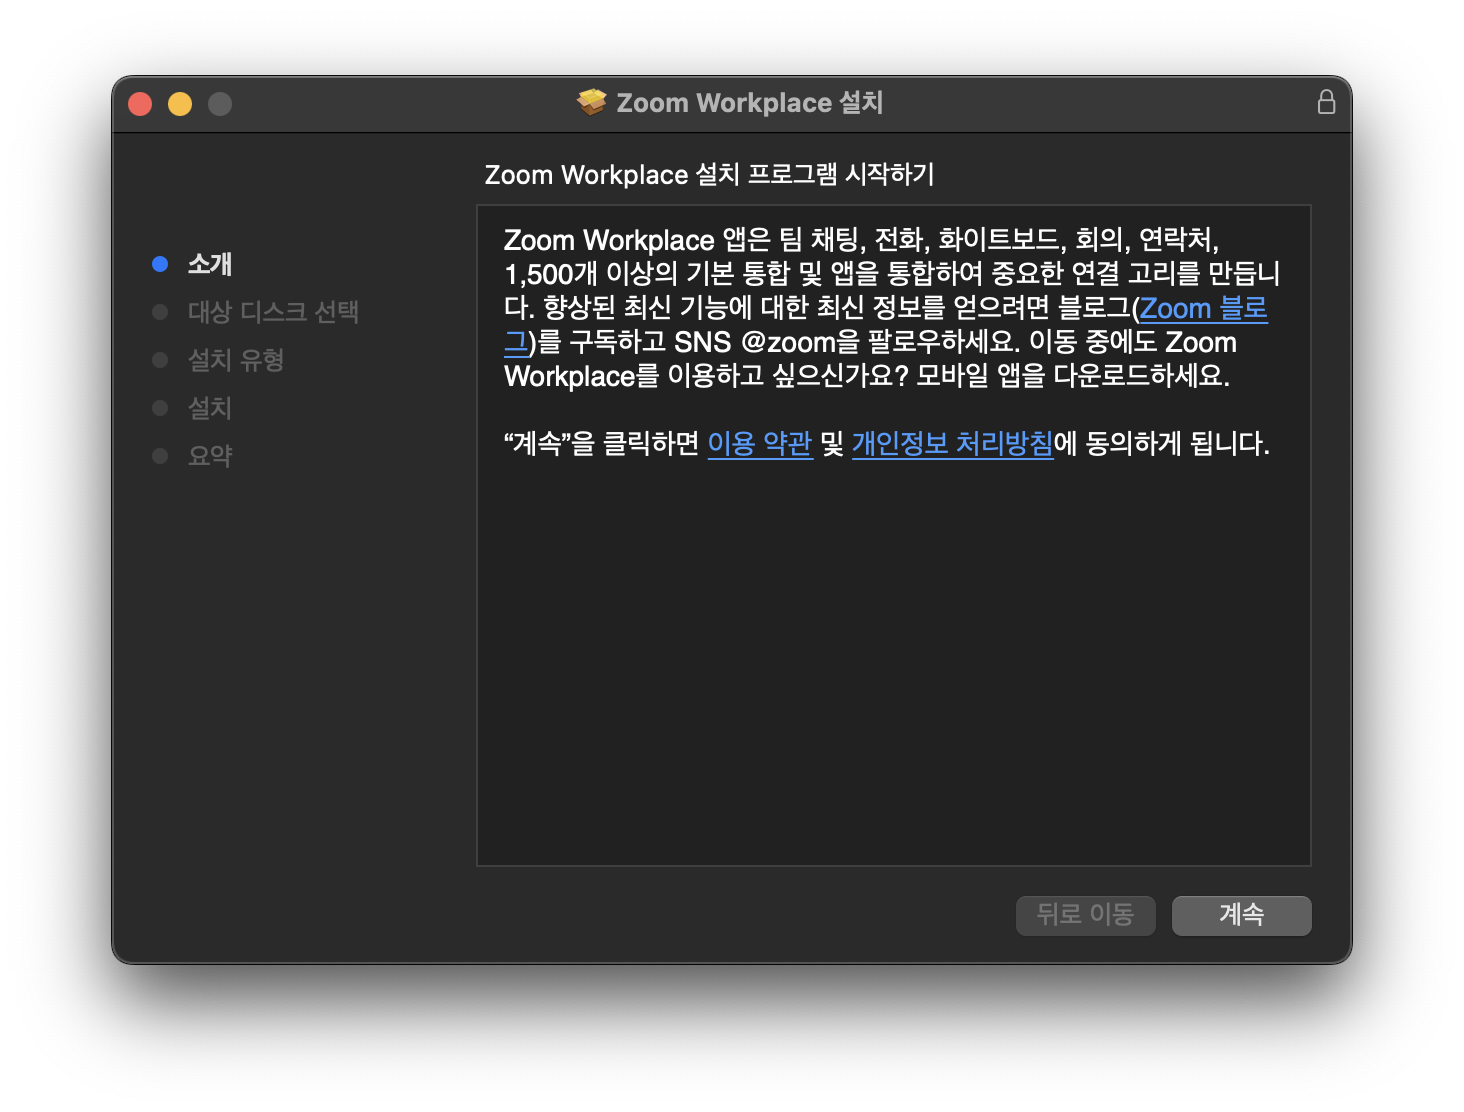 Zoom Workplace 설치
Zoom Workplace 설치 프로그램 시작하기
소개
대상 디스크 선택
설치 유형
설치
요약
Zoom Workplace 앱은 팀 채팅, 전화, 화이트보드, 회의, 연락처,
1,500개 이상의 기본 통합 및 앱을 통합하여 중요한 연결 고리를 만듭니
다. 향상된 최신 기능에 대한 최신 정보를 얻으려면 블로그(Zoom 블로
그)를 구독하고 SNS @zoom을 팔로우하세요. 이동 중에도 Zoom
Workplace를 이용하고 싶으신가요? 모바일 앱을 다운로드하세요.
“계속”을 클릭하면 이용 약관 및 개인정보 처리방침에 동의하게 됩니다.
뒤로 이동
계속